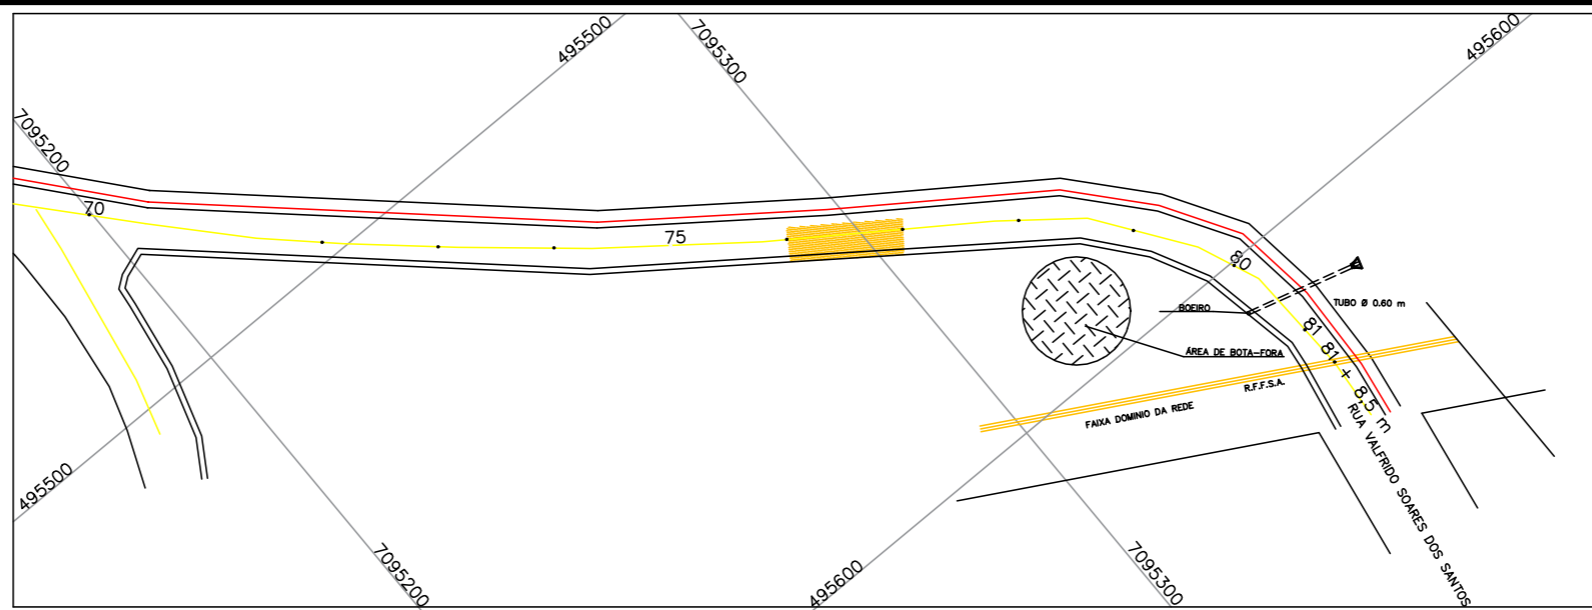 495500
7095300
495600
7095200
70
75
80
BOEIRO
TUBO Ø 0.60 m
81
81 + 8,5 m
ÁREA DE BOTA-FORA
R.F.F.S.A.
FAIXA DOMINIO DA REDE
RUA VALFRIDO SOARES DOS SANTOS
495500
7095200
495600
7095300